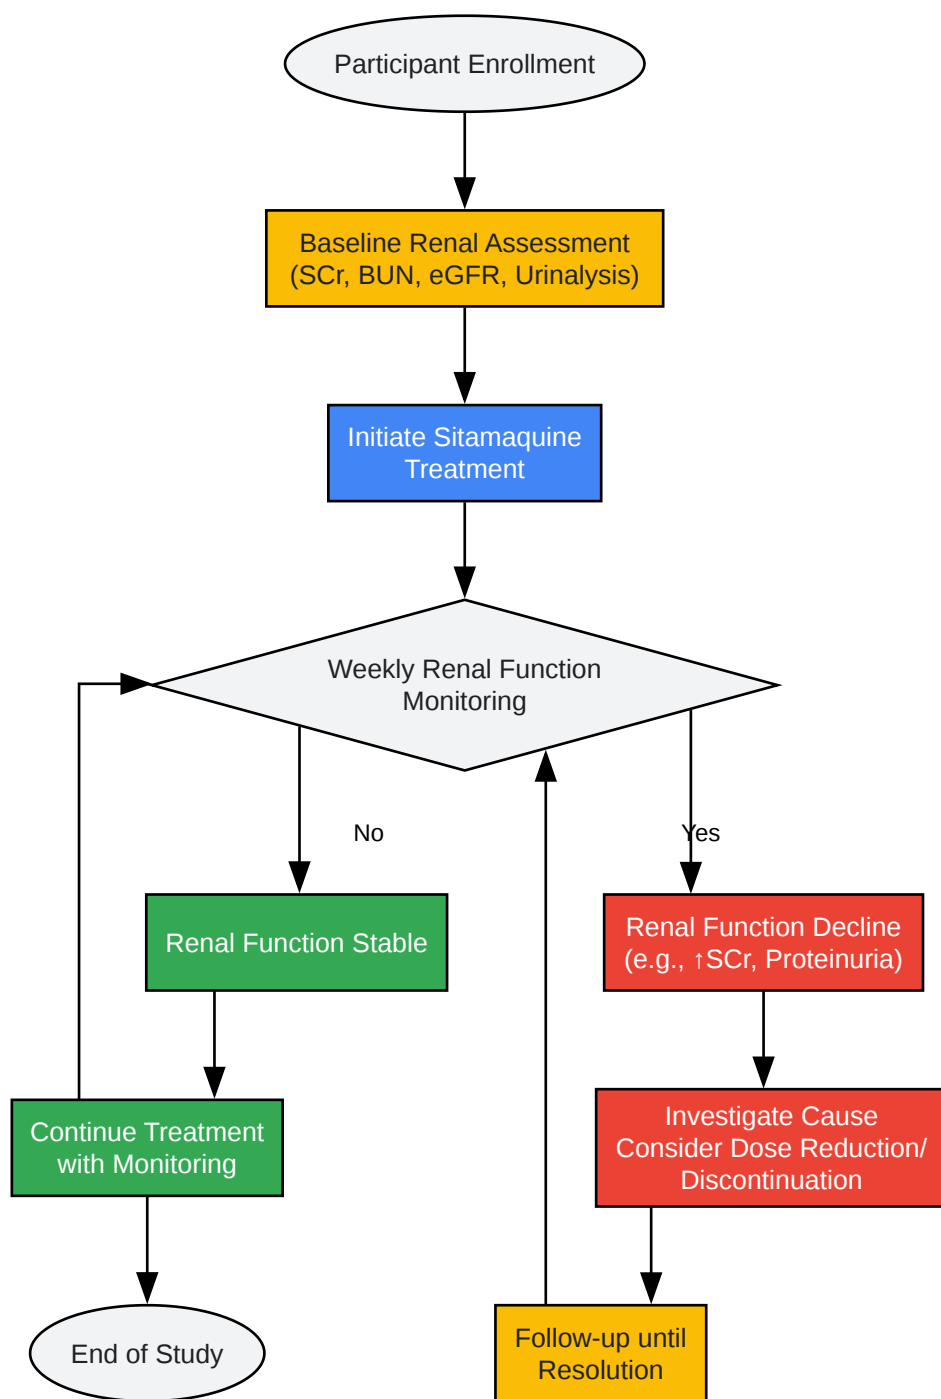 Participant Enrollment
Baseline Renal Assessment
(SCr, BUN, eGFR, Urinalysis)
Initiate Sitamaquine
Treatment
Weekly Renal Function
Monitoring
No
Yes
Renal Function Stable
Renal Function Decline
(e.g., ↑SCr, Proteinuria)
Continue Treatment
with Monitoring
Investigate Cause
Consider Dose Reduction/
Discontinuation
End of Study
Follow-up until
Resolution